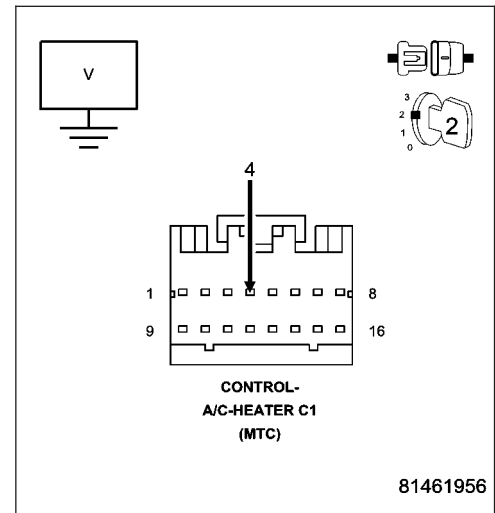 V
3
2
1
0
2
4
1
8
9
16
CONTROL-
A/C-HEATER C1
(MTC)
81461956